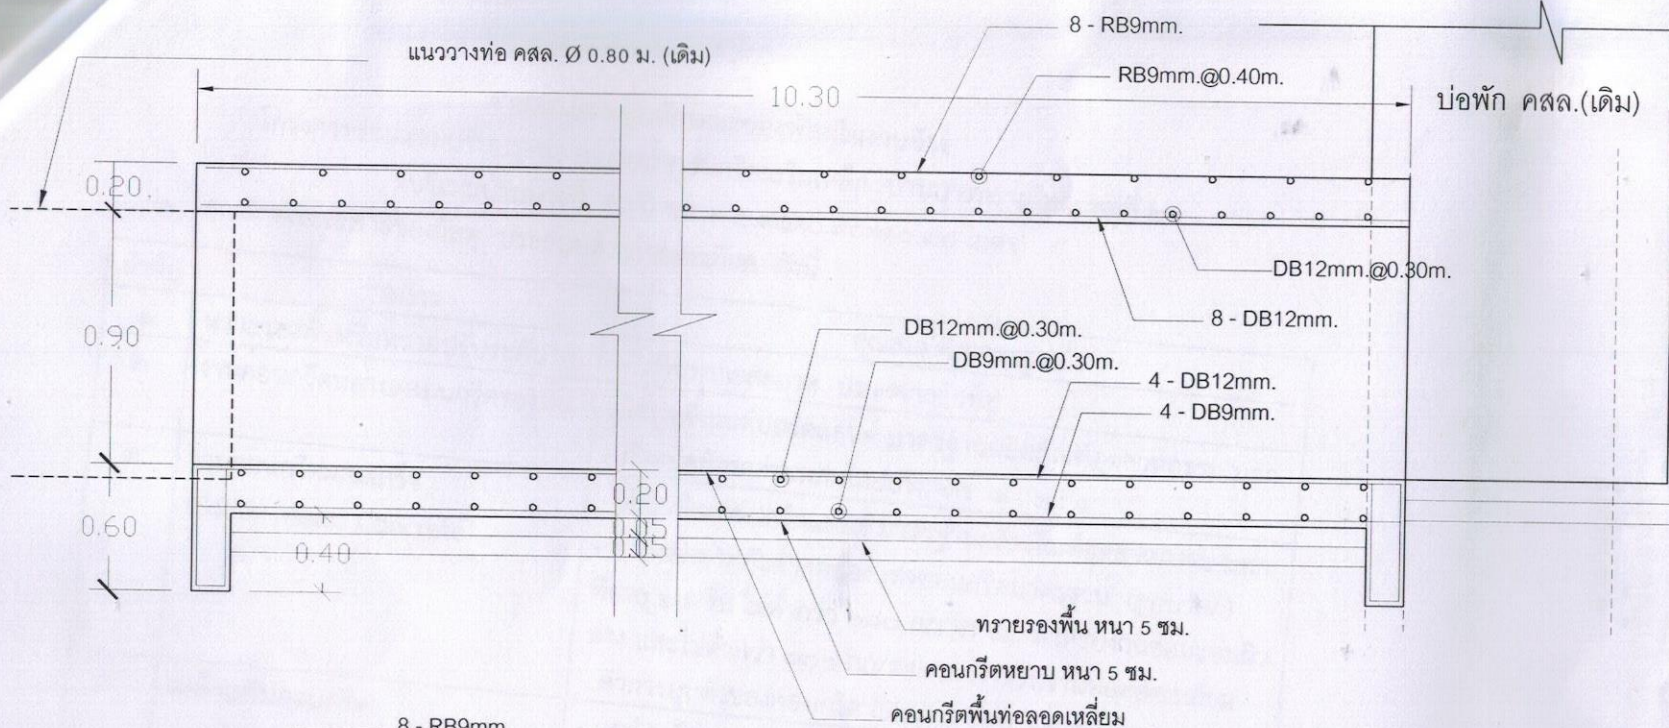 8 - RB9mm.
แนววางท่อ คสล. Ø 0.80 ม. (เดิม)
RB9mm.@0.40m.
10.30
บ่อพัก คสล.(เดิม)
0.20
DB12mm.@0.30m.
8 - DB12mm.
DB12mm.@0.30m.
0.90
DB9mm.@0.30m.
4 - DB12mm.
4 - DB9mm.
0.20
0.60
0.40
ทรายรองพื้น หนา 5 ซม.
คอนกรีตหยาบ หนา 5 ซม.
คอนกรีตพื้นท่อลอดเหลี่ยม
8 - RB9mm.